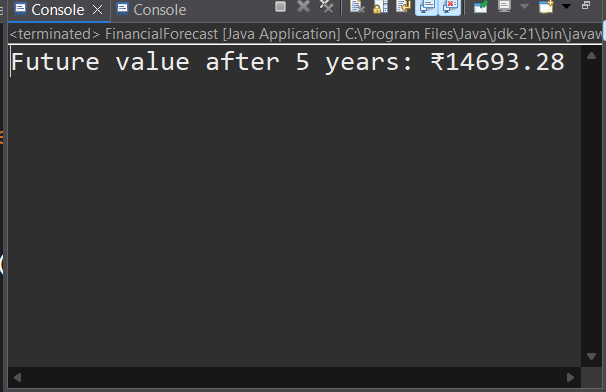 Console Console
<terminated> FinancialForecast [Java Application] C:\Program Files\Java\jdk-21\bin\javaw
Future value after 5 years: ₹14693.28